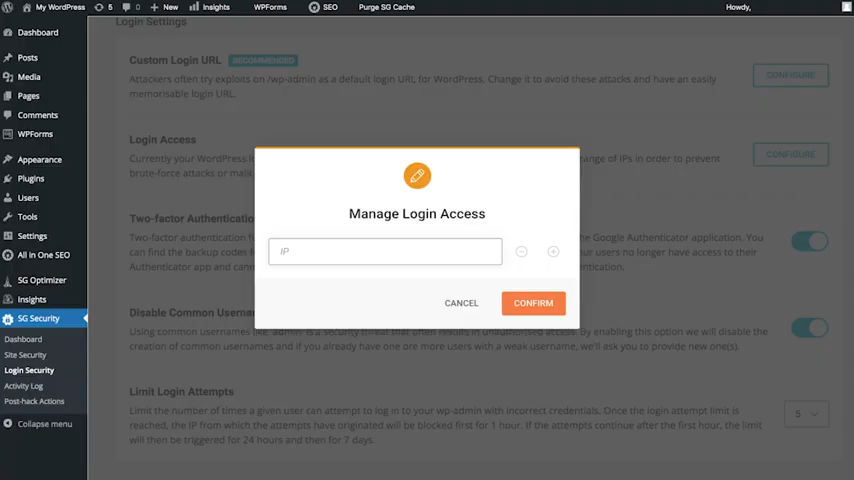 My WordPress 5 0 New Insights WPForms SEO Purge SG Cache Howdy,
Dashboard
Posts
Media
Pages
Comments
WPForms
Appearance
Plugins
Users
Tools
Settings
All in One SEO
SG Optimizer
Insights
SG Security
Dashboard
Site Security
Login Security
Activity Log
Post-hack Actions
Collapse menu
Login Settings
Custom Login URL RECOMMENDED
Attackers often try exploits on /wp-admin as a default login URL for WordPress. Change it to avoid these attacks and have an easily
memorisable login URL.
CONFIGURE
Login Access
Currently your WordPress range of IPs in order to prevent
brute-force attacks or
CONFIGURE
Two-factor Authentication
Two-factor authentication the Google Authenticator application. You
can find the backup codes users no longer have access to their
Authenticator app and
Disable Common
Using common usernames like 'admin' is a security threat that often results in unauthorised access. By enabling this option we will disable the
creation of common usernames and if you already have one ore more users with a weak username, we'll ask you to provide new one(s).
Limit Login Attempts
Limit the number of times a given user can attempt to log in to your wp-admin with incorrect credentials. Once the login attempt limit is
reached, the IP from which the attempts have originated will be blocked first for 1 hour. If the attempts continue after the first hour, the limit
will then be triggered for 24 hours and then for 7 days.
5
Manage Login Access
IP
CANCEL CONFIRM